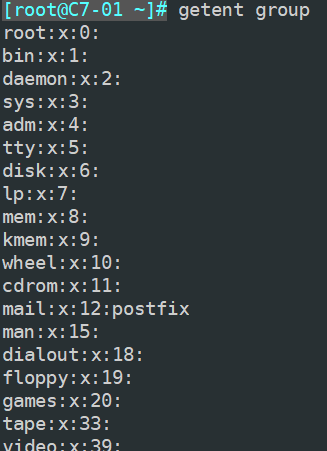 [root@C7-01 ~]# getent group
root:x:0:
bin:x:1:
daemon:x:2:
sys:x:3:
adm:x:4:
tty:x:5:
disk:x:6:
lp:x:7:
mem:x:8:
kmem:x:9:
wheel:x:10:
cdrom:x:11:
mail:x:12:postfix
man:x:15:
dialout:x:18:
floppy:x:19:
games:x:20:
tape:x:33:
video:x:39: